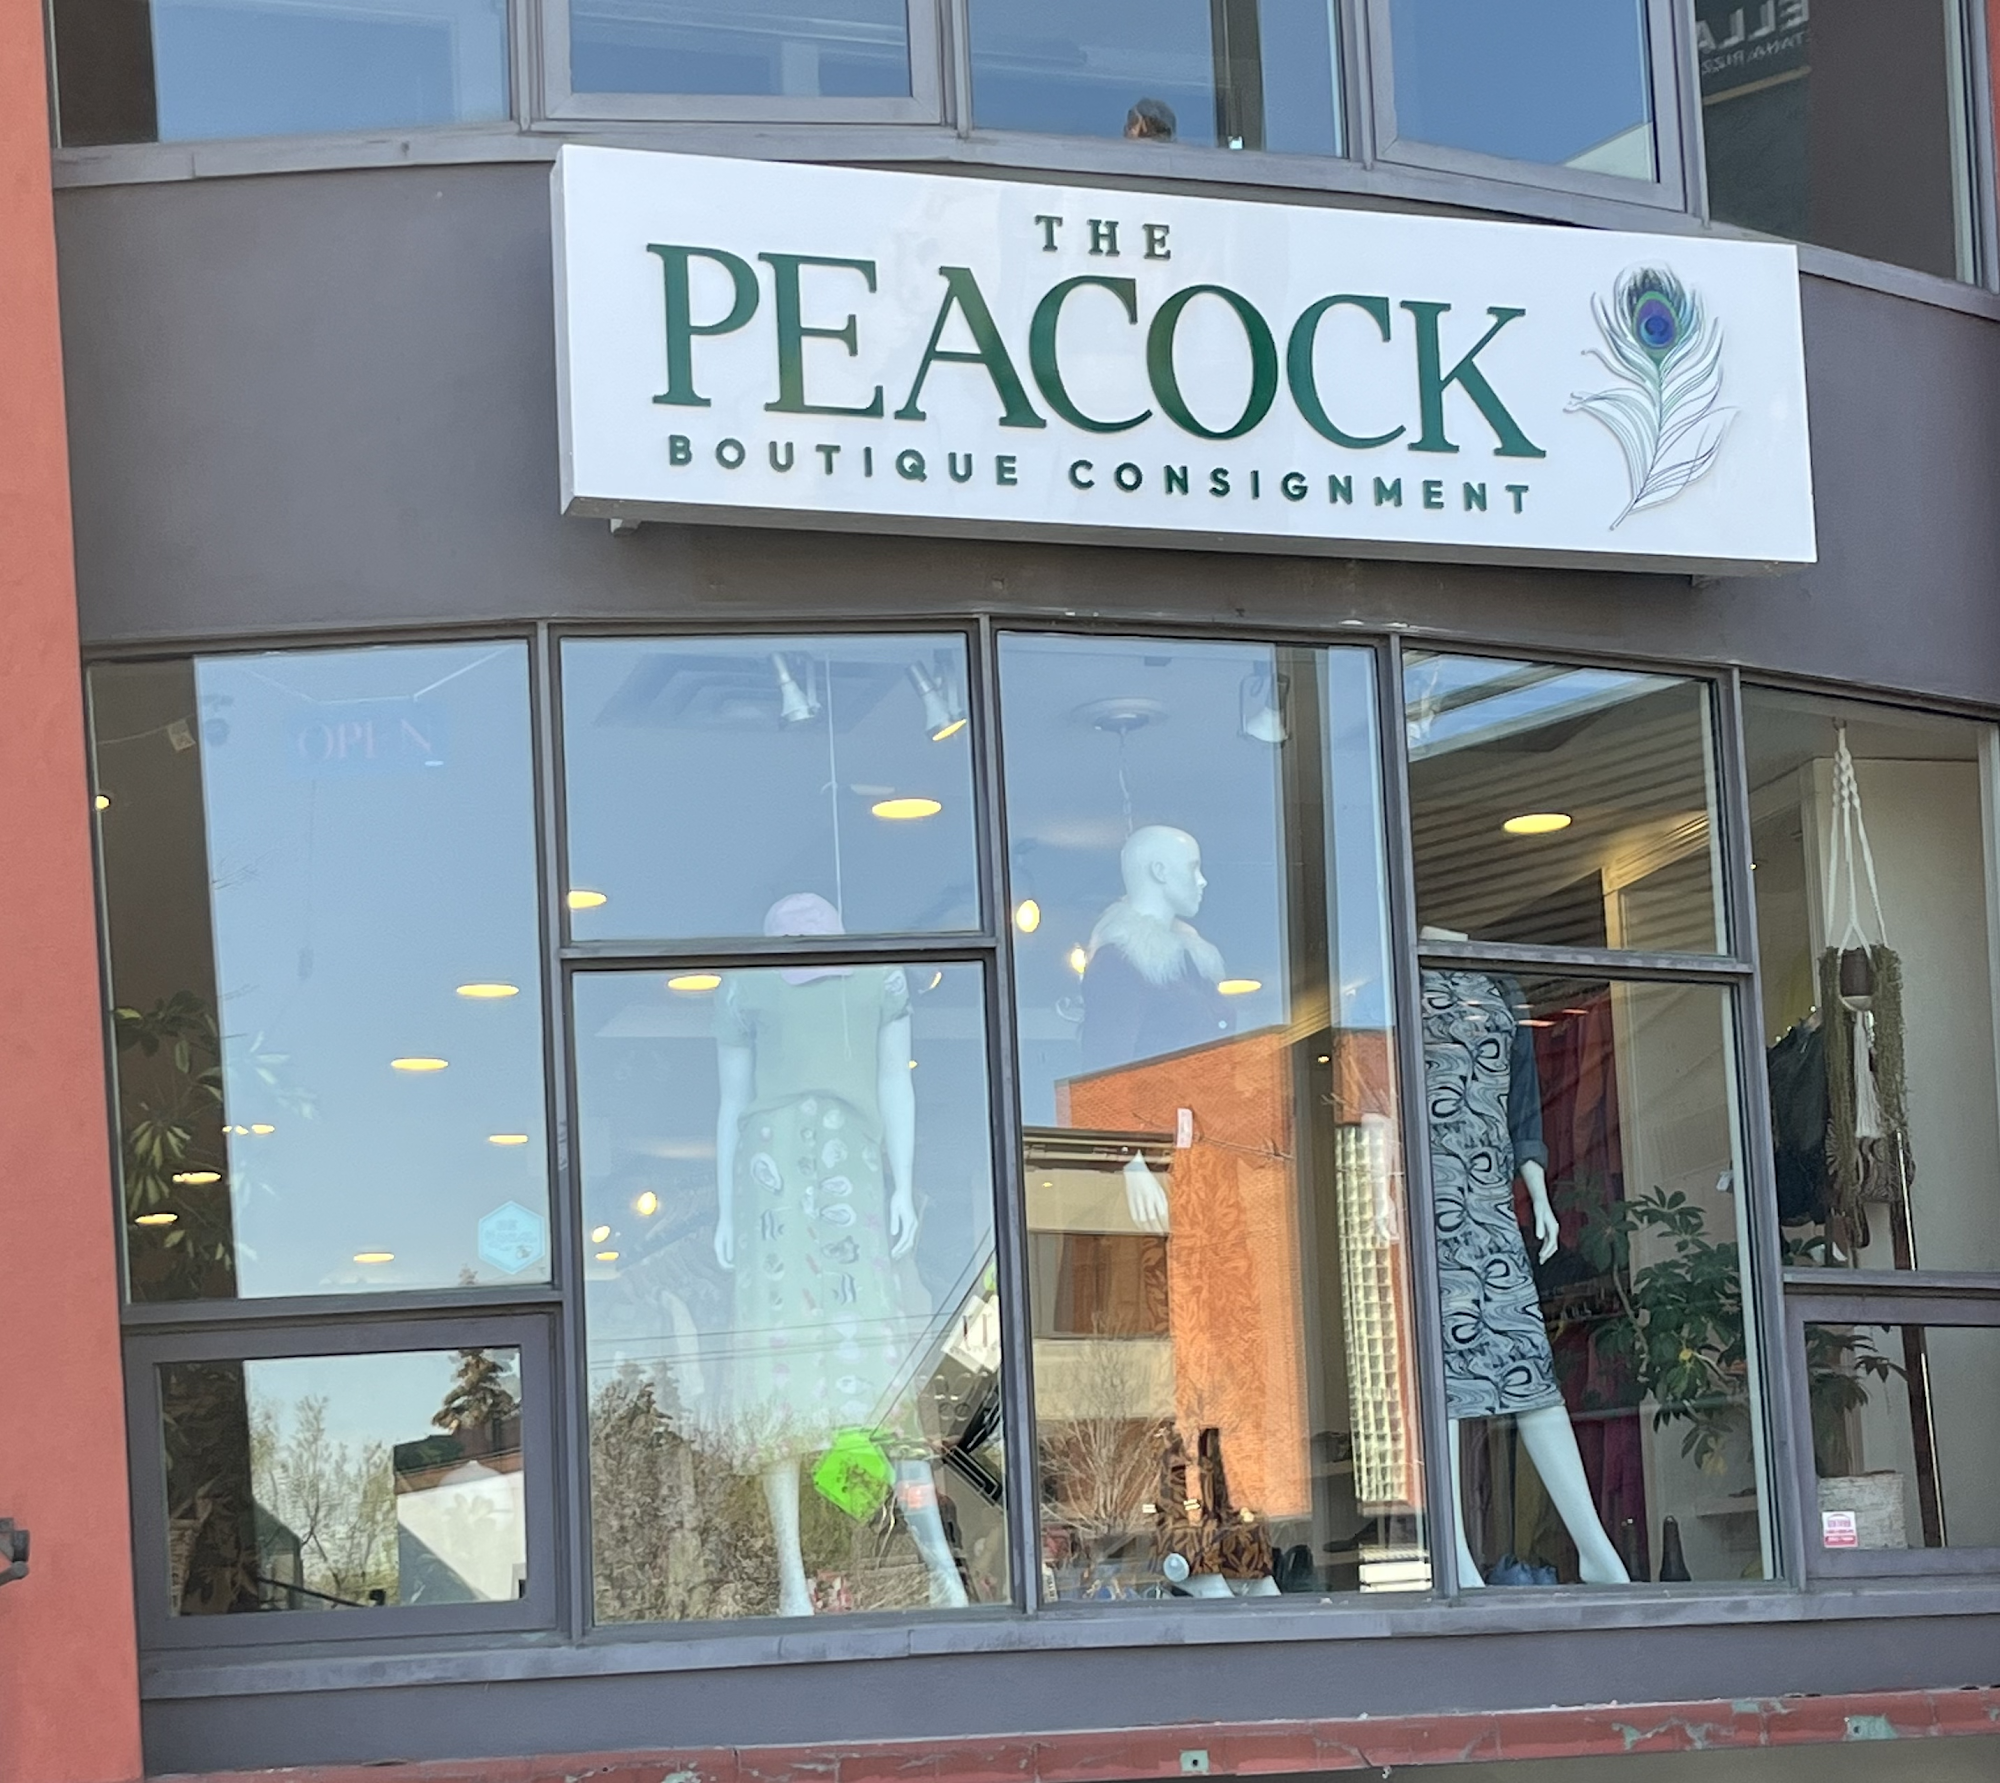 THE
PEACOCK
BOUTIQUE CONSIGNMENT
OPEN